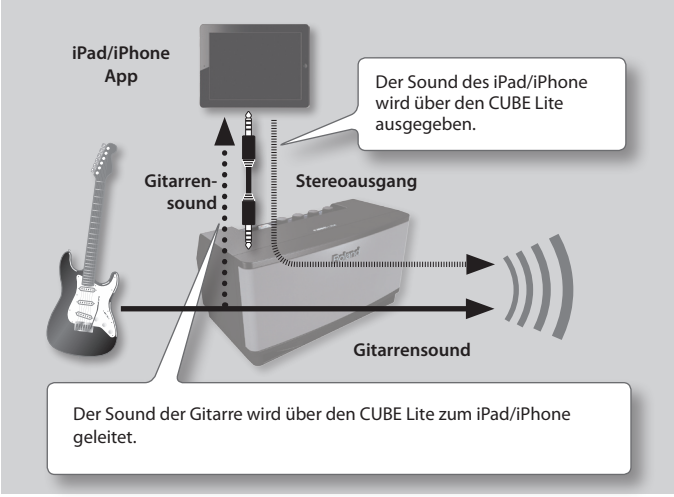 iPad/iPhone
App
Der Sound des iPad/iPhone
wird über den CUBE Lite
ausgegeben.
Gitarren-
sound
Stereoausgang
Roland
Gitarrensound
Der Sound der Gitarre wird über den CUBE Lite zum iPad/iPhone
geleitet.